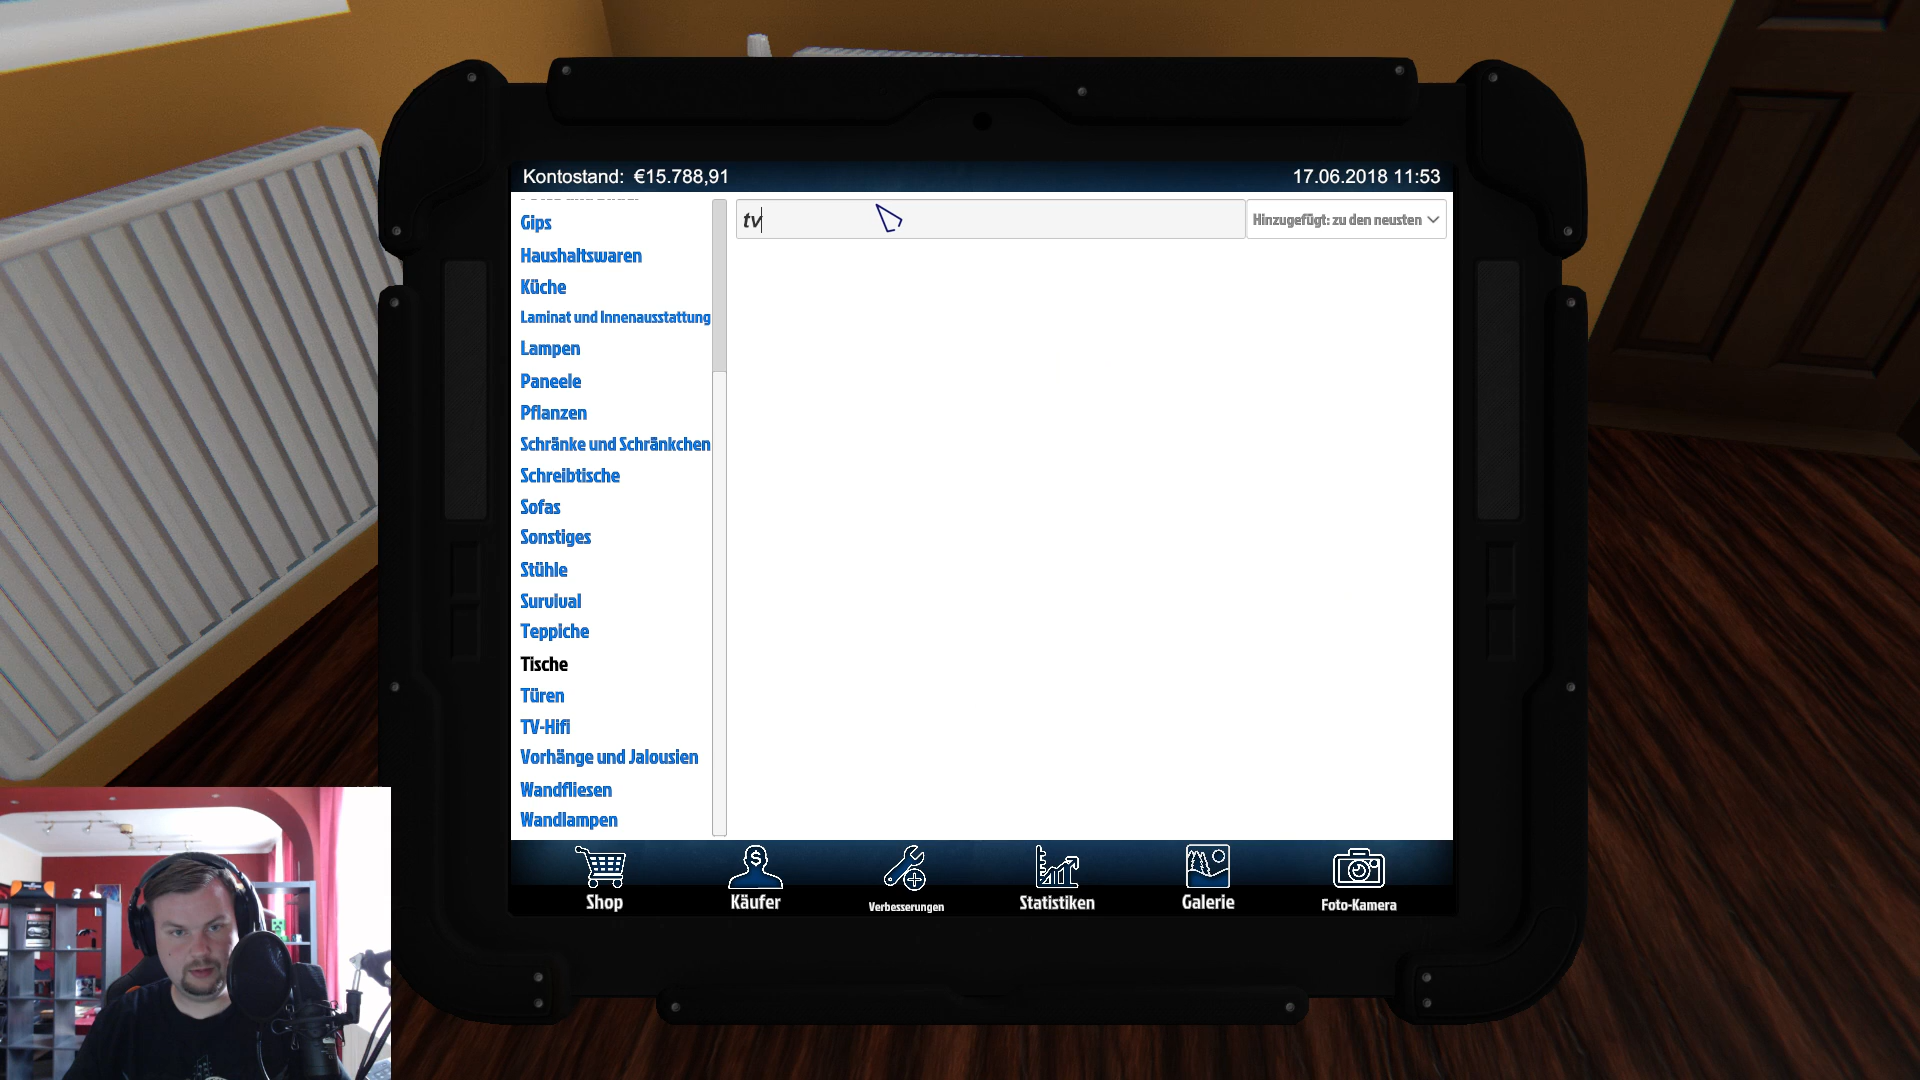 Kontostand: €15.788,91
17.06.2018 11:53
tv
Hinzugefügt: zu den neusten
Gips
Haushaltswaren
Küche
Laminat und Innenausstattung
Lampen
Paneele
Pflanzen
Schränke und Schränkchen
Schreibtische
Sofas
Sonstiges
Stühle
Survival
Teppiche
Tische
Türen
TV-Hifi
Vorhänge und Jalousien
Wandfliesen
Wandlampen
Shop
Käufer
Verbesserungen
Statistiken
Galerie
Foto-Kamera